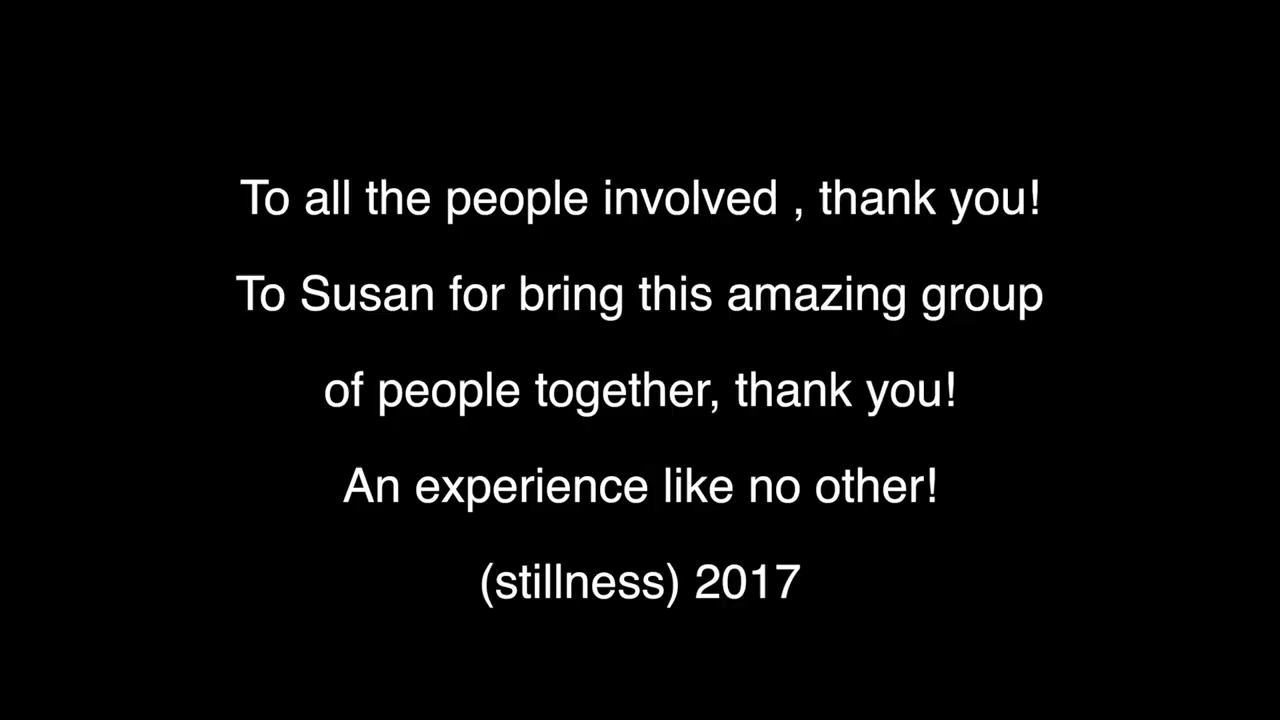 To all the people involved , thank you!
To Susan for bring this amazing group
of people together, thank you!
An experience like no other!
(stillness) 2017